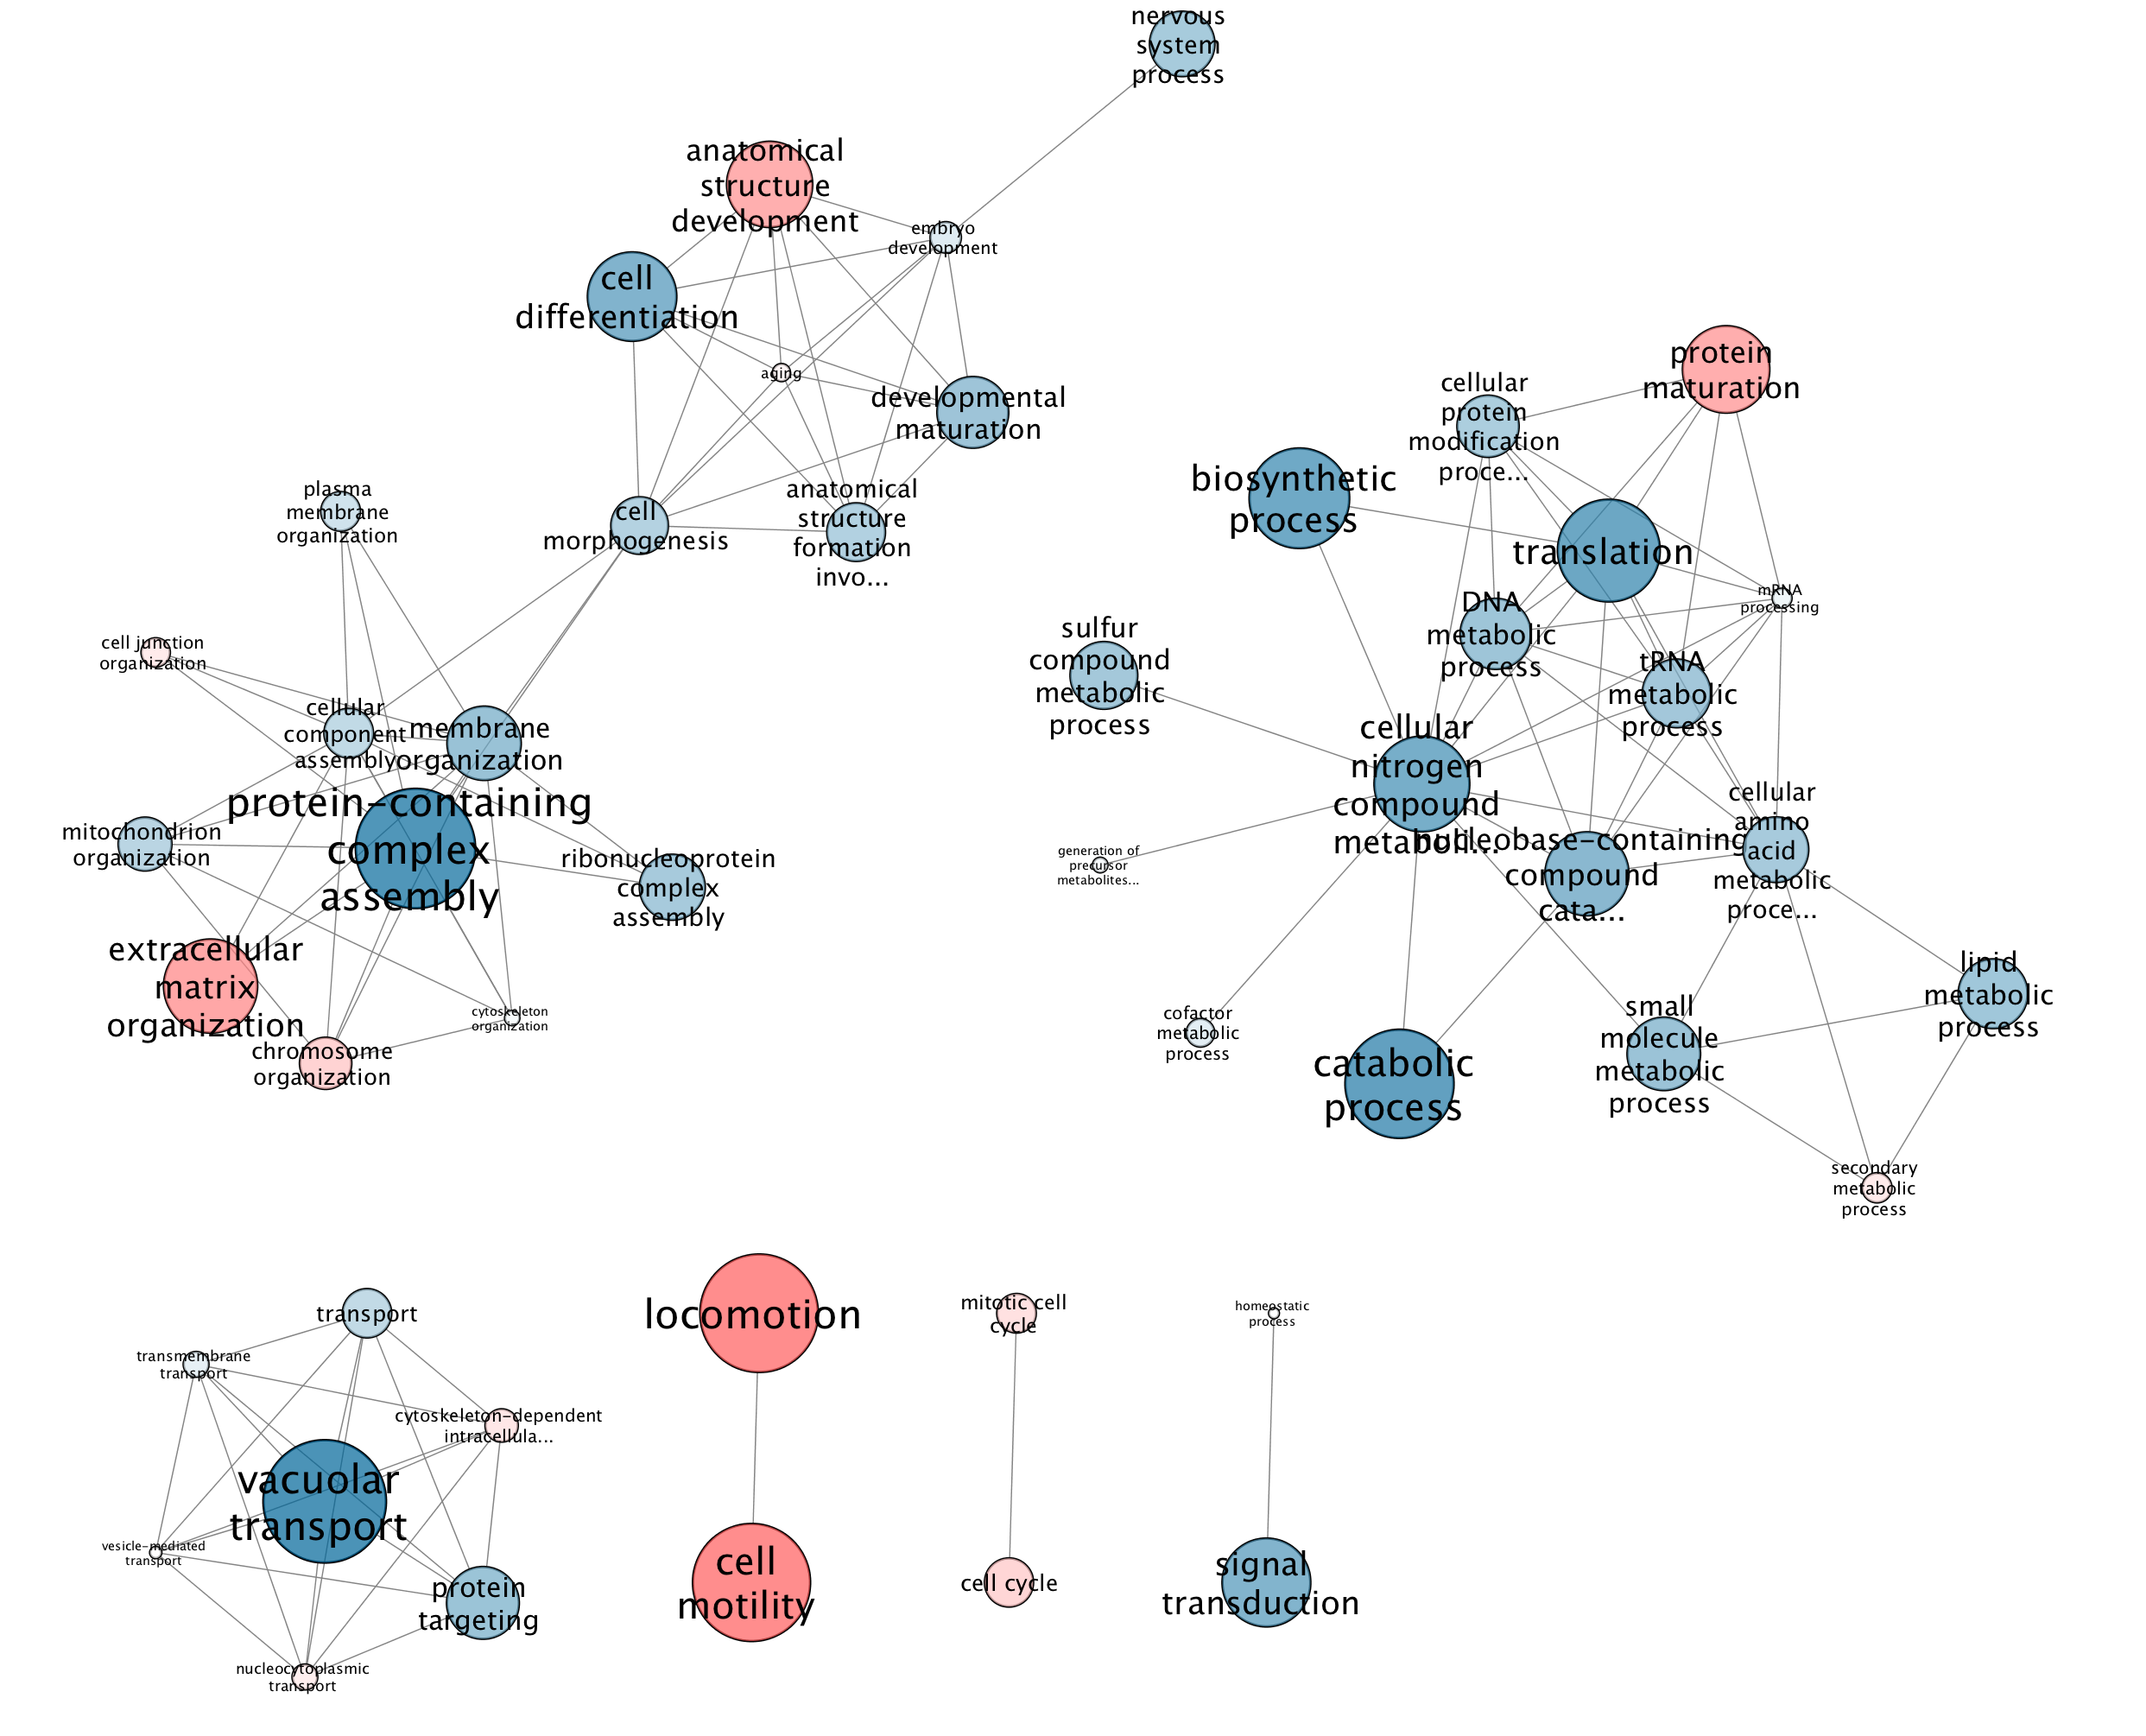 nervous
system
process
anatomical
structure
development
embryo
development
cell
differentiation
aging
developmental
maturation
cell
morphogenesis
anatomical
structure
formation
invo...
plasma
membrane
organization
cell junction
organization
cellular
component
assembly
membrane
organization
protein-containing
complex
assembly
mitochondrion
organization
ribonucleoprotein
complex
assembly
extracellular
matrix
organization
cytoskeleton
organization
chromosome
organization
protein
maturation
cellular
protein
modification
proce...
biosynthetic
process
translation
mRNA
processing
DNA
metabolic
process
sulfur
compound
metabolic
process
tRNA
metabolic
process
cellular
nitrogen
compound
metaboli...
nucleobase-containing
compound
cata...
cellular
amino
acid
metabolic
proce...
generation of
precursor
metabolites...
cofactor
metabolic
process
catabolic
process
small
molecule
metabolic
process
lipid
metabolic
process
secondary
metabolic
process
transport
transmembrane
transport
cytoskeleton-dependent
intracellula...
vacuolar
transport
vesicle-mediated
transport
protein
targeting
nucleocytoplasmic
transport
locomotion
cell
motility
mitotic cell
cycle
cell cycle
homeostatic
process
signal
transduction